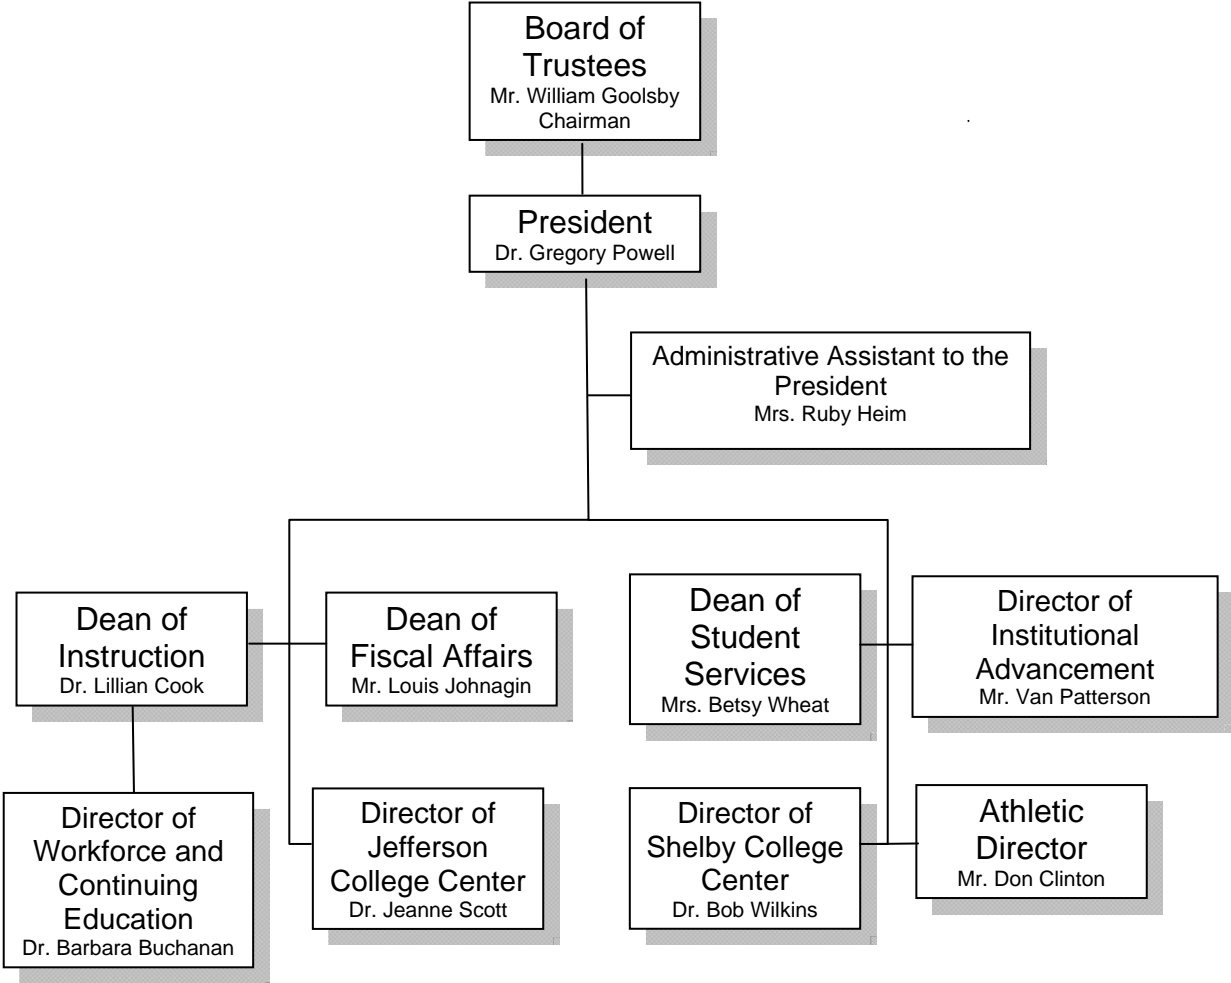 Board of
Trustees
Mr. William Goolsby
Chairman
.
President
Dr. Gregory Powell
Administrative Assistant to the
President
Mrs. Ruby Heim
Dean of
Instruction
Dr. Lillian Cook
Dean of
Fiscal Affairs
Mr. Louis Johnagin
Dean of
Student
Services
Mrs. Betsy Wheat
Director of
Institutional
Advancement
Mr. Van Patterson
Director of
Workforce and
Continuing
Education
Dr. Barbara Buchanan
Director of
Jefferson
College Center
Dr. Jeanne Scott
Director of
Shelby College
Center
Dr. Bob Wilkins
Athletic
Director
Mr. Don Clinton